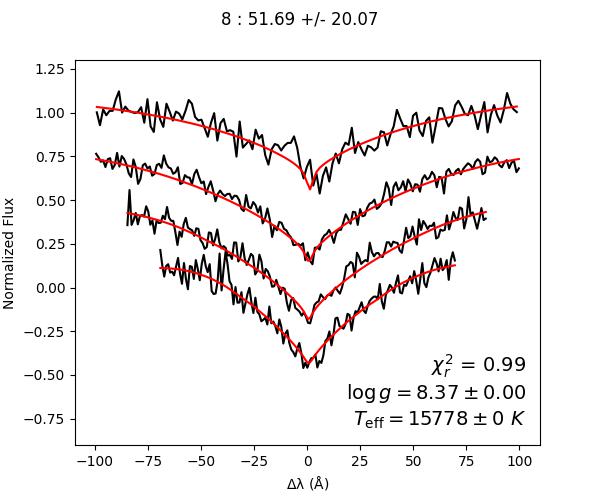 8 : 51.69 +/- 20.07
1.25
1.00
0.75
0.50
0.25
0.00
−0.25
−0.50
−0.75
Normalized Flux
χ²ᵣ = 0.99
log g = 8.37 ± 0.00
T_eff = 15778 ± 0 K
−100 −75 −50 −25 0 25 50 75 100
Δλ (Å)